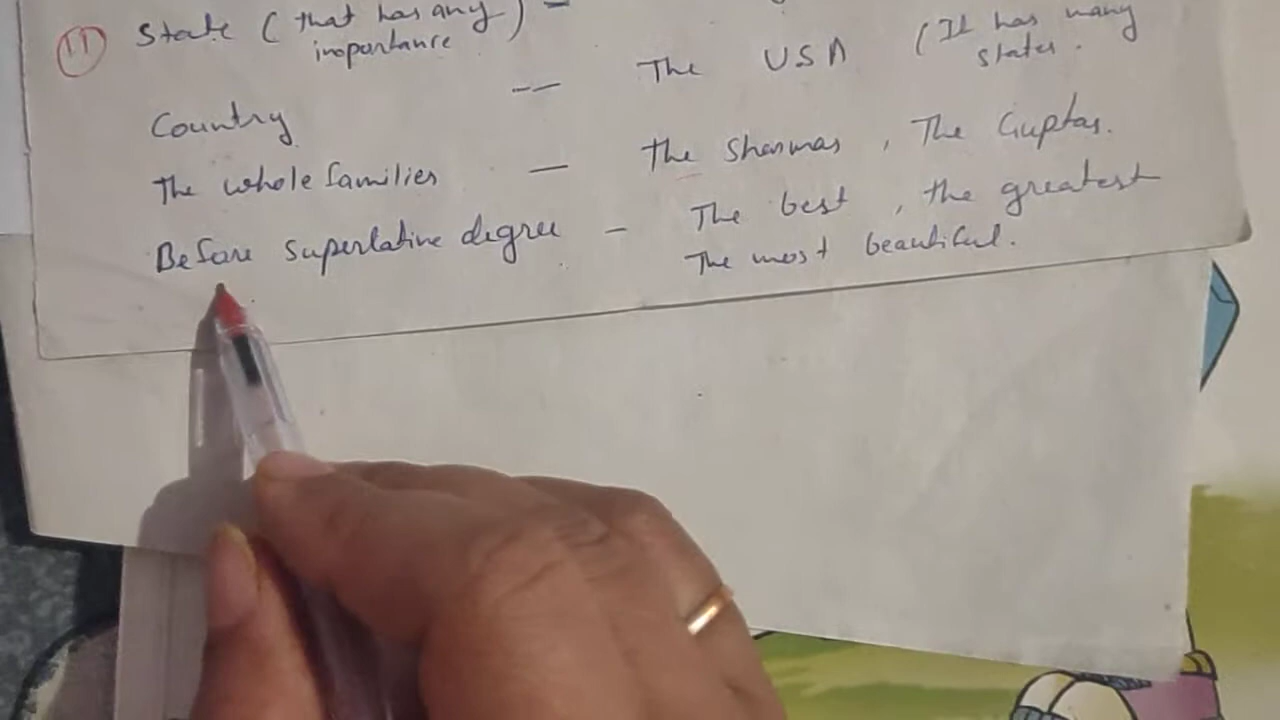 11 State (that has any inoportance) –
Country -- The USA (It has many states.
The whole families — The Sharmas, The Guptas.
Before superlative degree – The best, the greatest
The most beautiful.